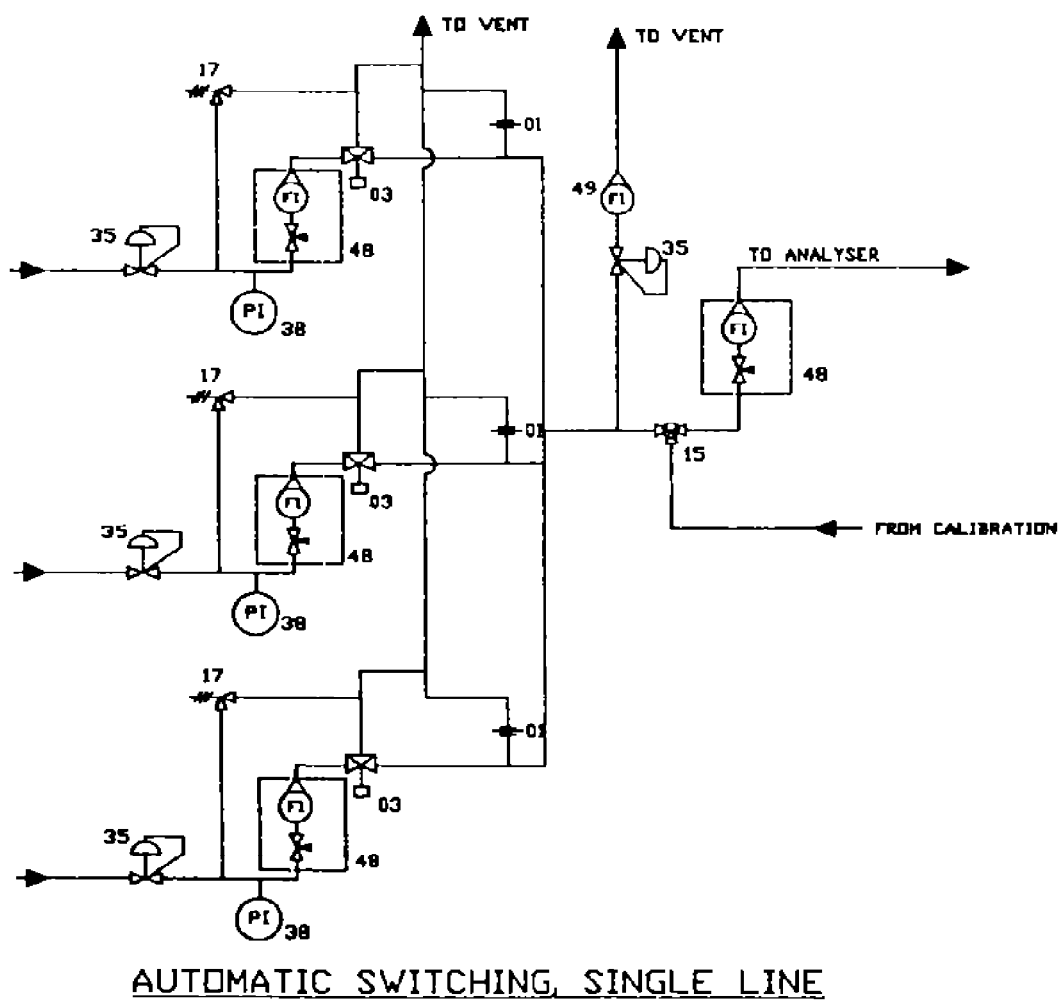 TO VENT
TO VENT
17
01
03
FI
49
FI
35
48
35
TO ANALYSER
PI
38
FI
48
17
01
15
03
FI
35
48
FROM CALIBRATION
PI
38
17
01
03
FI
35
48
PI
38
AUTOMATIC SWITCHING, SINGLE LINE